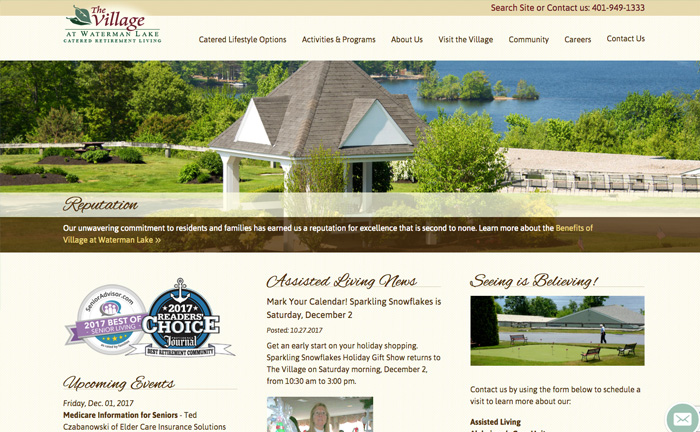 The
Village
AT WATERMAN LAKE
CATERED RETIREMENT LIVING
Search Site or Contact us: 401-949-1333
Catered Lifestyle Options
Activities & Programs
About Us
Visit the Village
Community
Careers
Contact Us
Reputation
Our unwavering commitment to residents and families has earned us a reputation for excellence that is second to none. Learn more about the Benefits of
Village at Waterman Lake »
SeniorAdvisor.com
2017 BEST OF
SENIOR LIVING
2017
READERS'
CHOICE
Journal
BEST RETIREMENT COMMUNITY
Upcoming Events
Friday, Dec. 01, 2017
Medicare Information for Seniors - Ted
Czabanowski of Elder Care Insurance Solutions
Assisted Living News
Mark Your Calendar! Sparkling Snowflakes is
Saturday, December 2
Posted: 10.27.2017
Get an early start on your holiday shopping.
Sparkling Snowflakes Holiday Gift Show returns to
The Village on Saturday morning, December 2,
from 10:30 am to 3:00 pm.
Seeing is Believing!
Contact us by using the form below to schedule a
visit to learn more about our:
Assisted Living